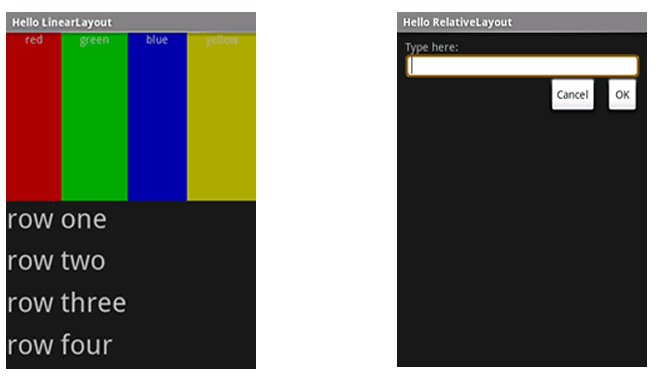 Hello LinearLayout
red green blue yellow
row one
row two
row three
row four
Hello RelativeLayout
Type here:
Cancel OK